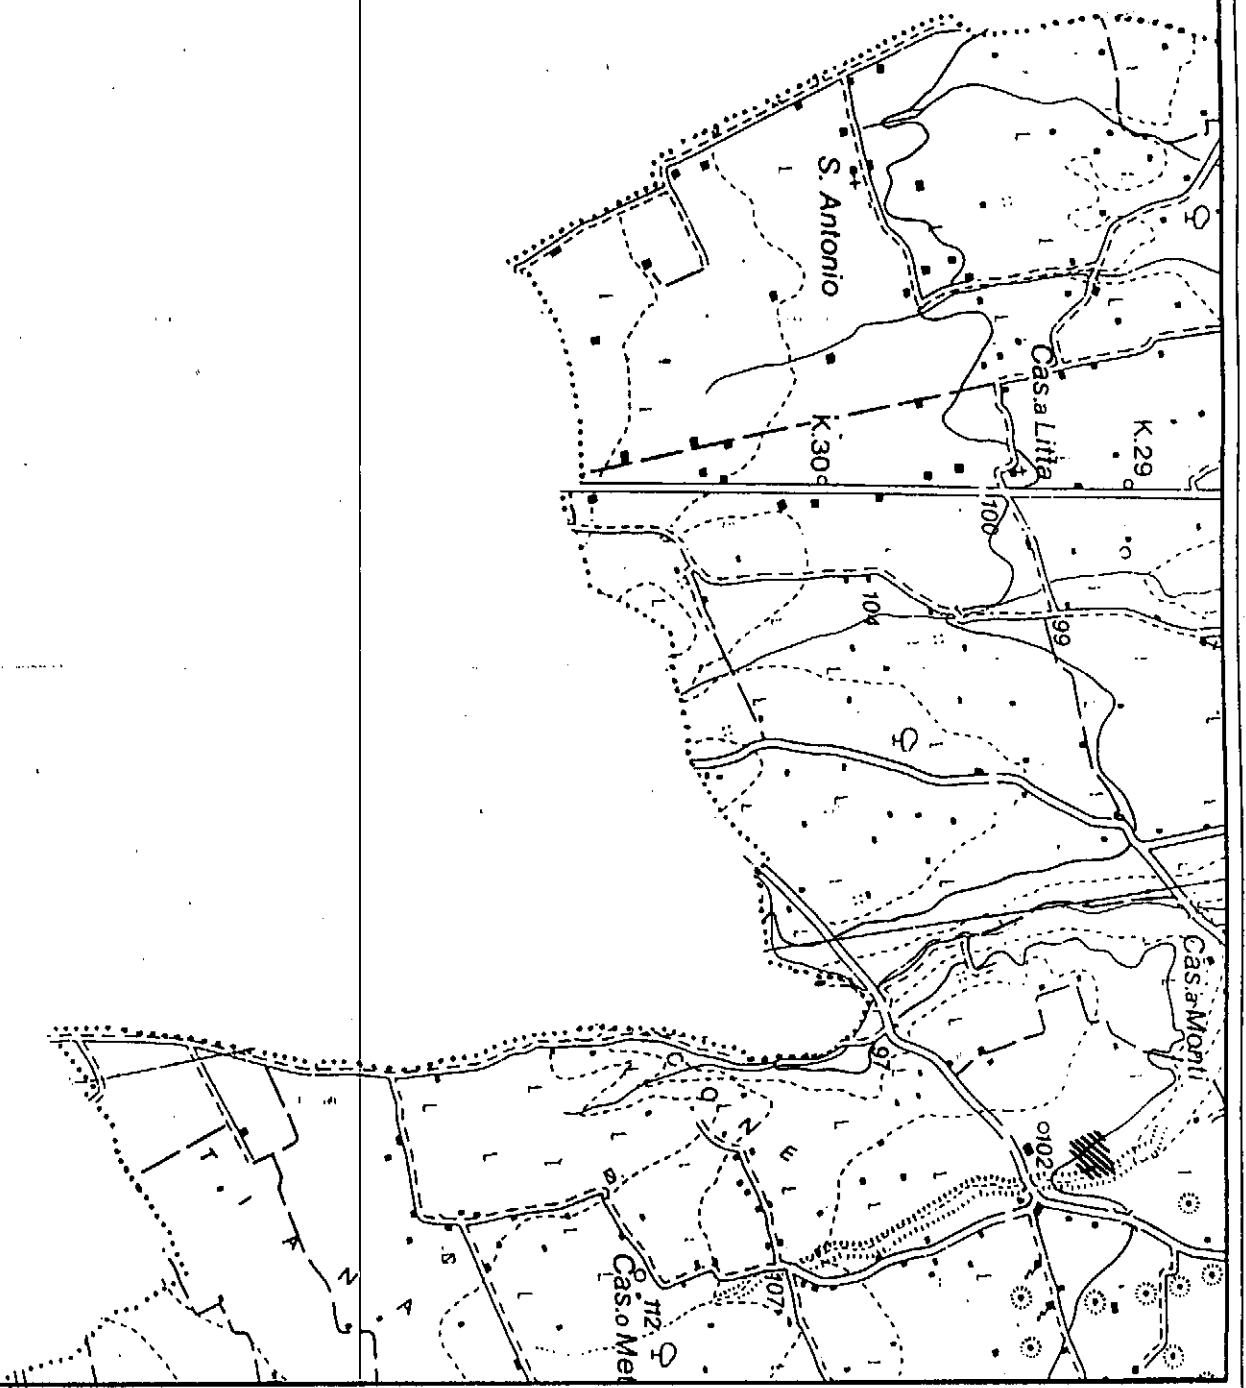 S. Antonio
Cas.a Litta
K.29
K.30
100
104
99
Cas.a Monti
97
102
107
112
Cas.o Met
T I A N A